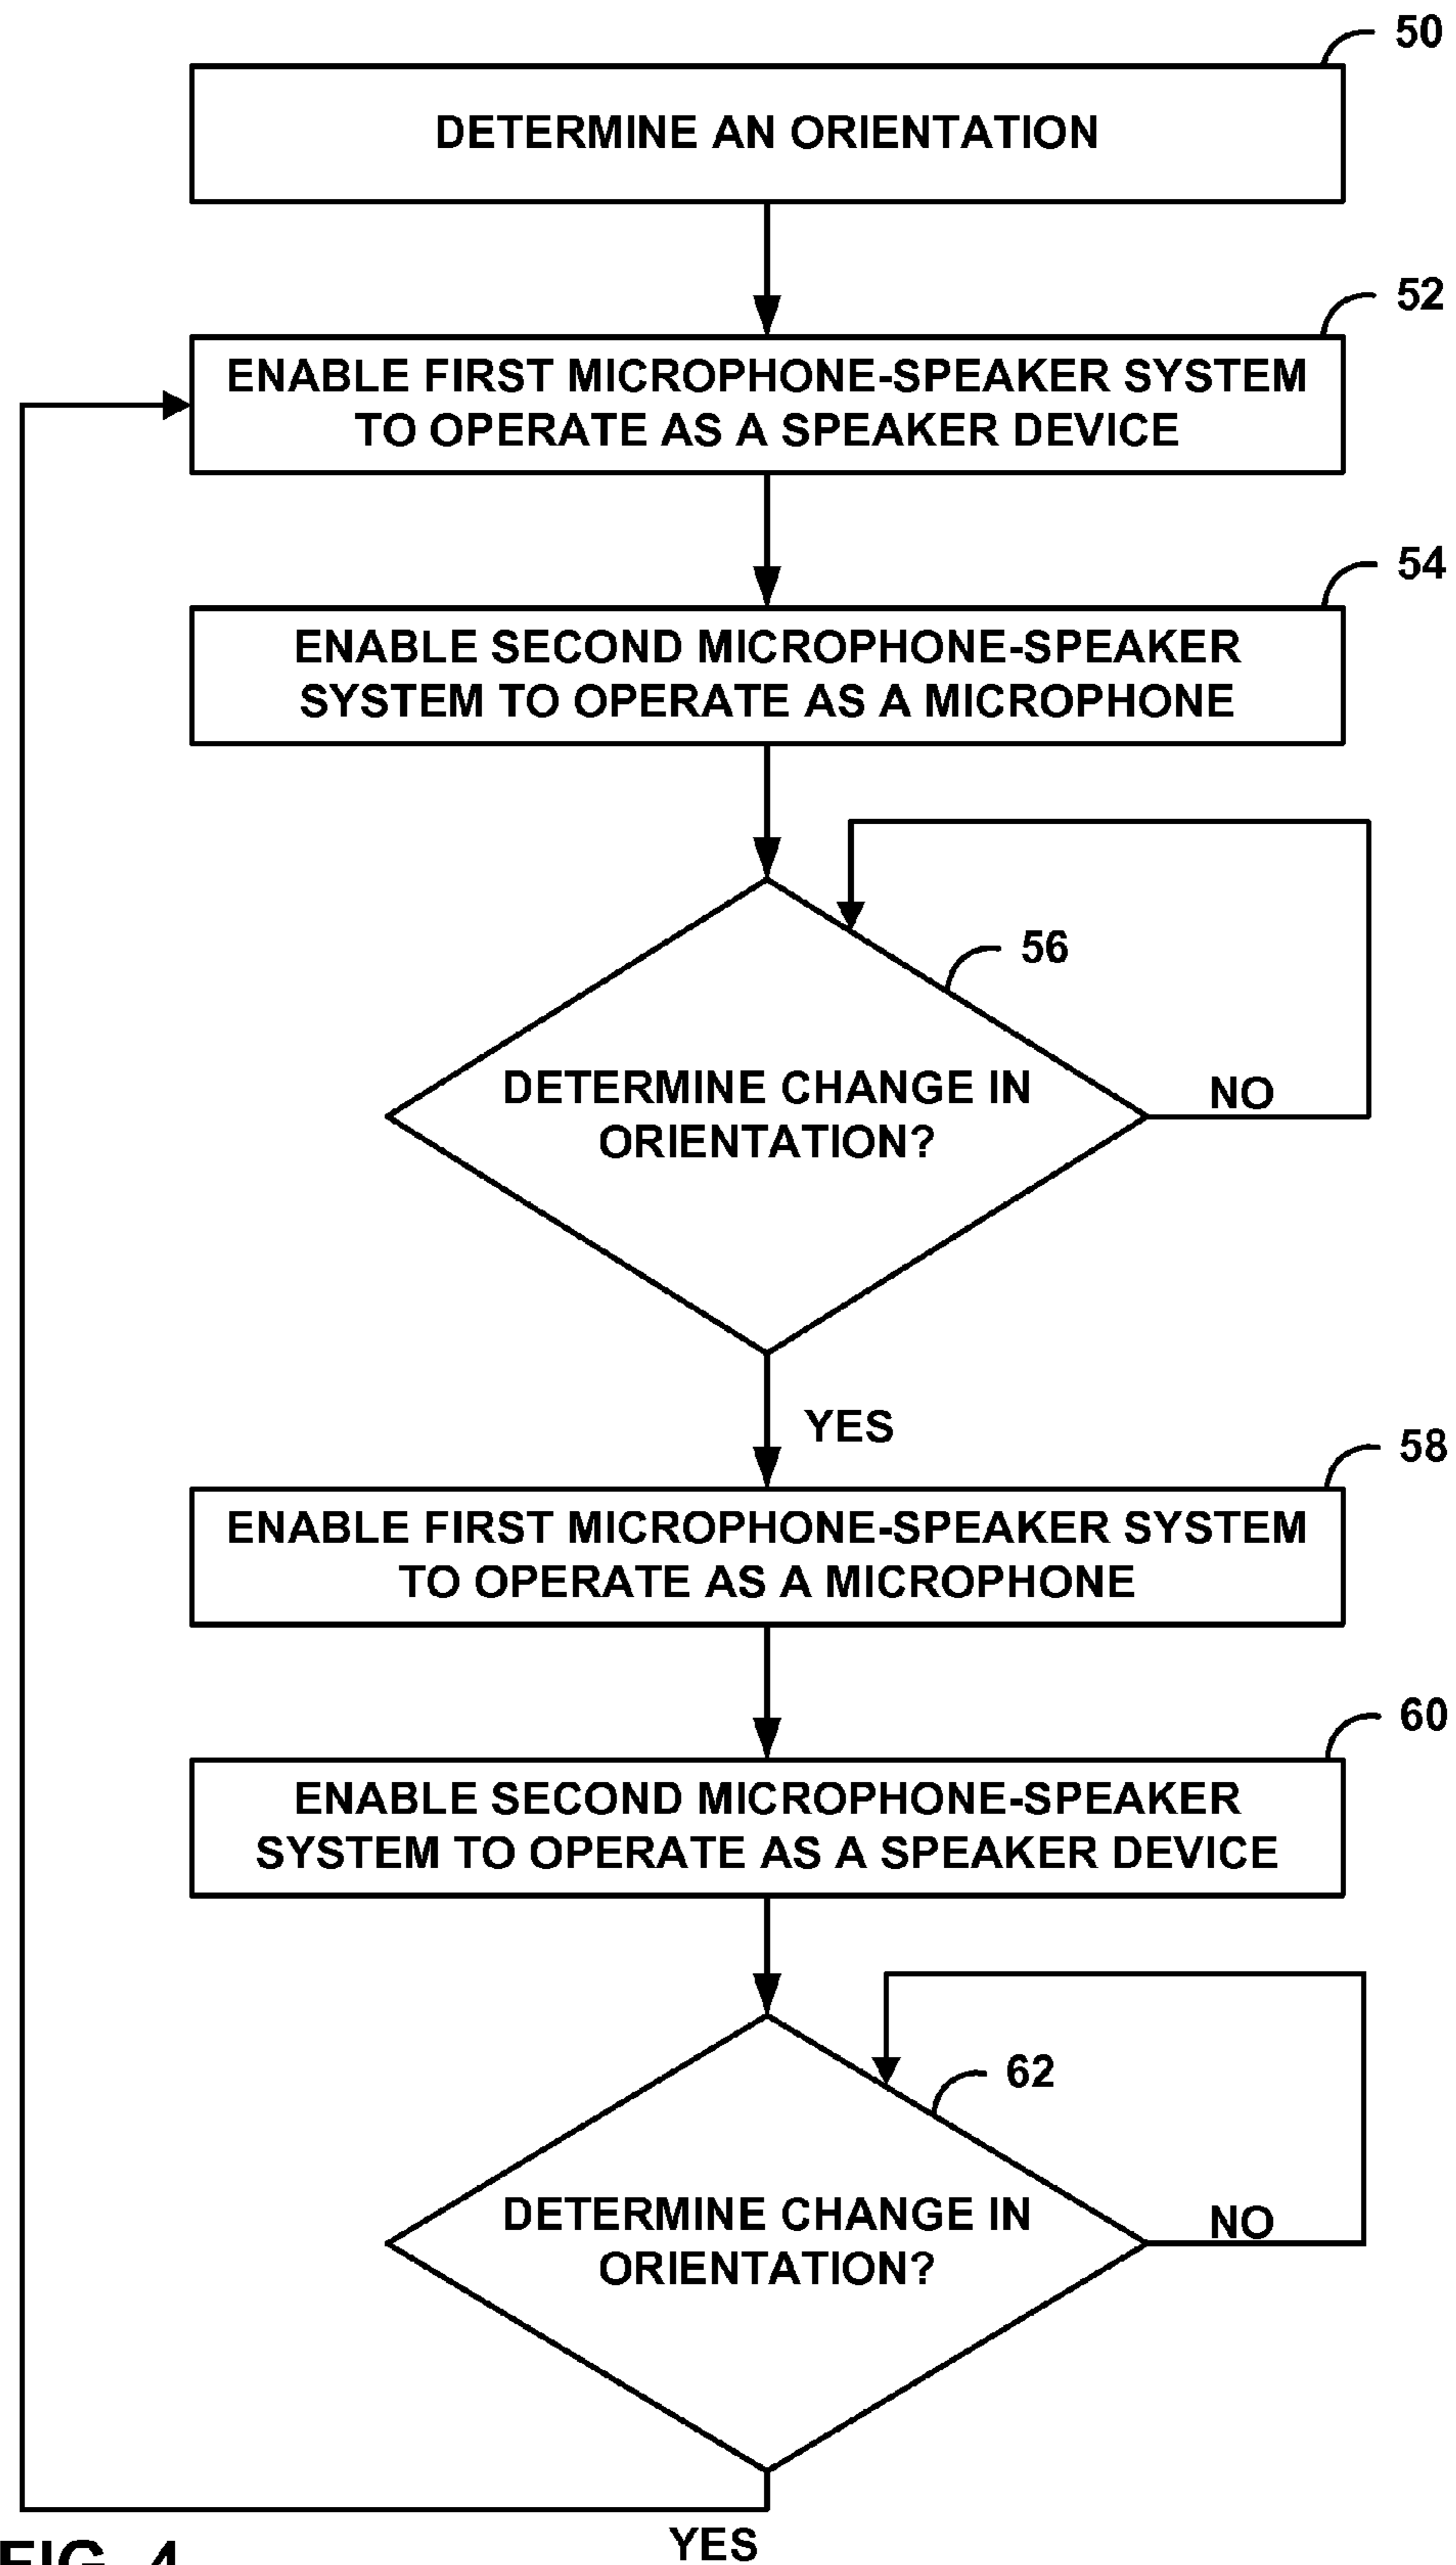 50
DETERMINE AN ORIENTATION
52
ENABLE FIRST MICROPHONE-SPEAKER SYSTEM
TO OPERATE AS A SPEAKER DEVICE
54
ENABLE SECOND MICROPHONE-SPEAKER
SYSTEM TO OPERATE AS A MICROPHONE
56
DETERMINE CHANGE IN
ORIENTATION?
NO
YES
58
ENABLE FIRST MICROPHONE-SPEAKER SYSTEM
TO OPERATE AS A MICROPHONE
60
ENABLE SECOND MICROPHONE-SPEAKER
SYSTEM TO OPERATE AS A SPEAKER DEVICE
62
DETERMINE CHANGE IN
ORIENTATION?
NO
YES
FIG. 4